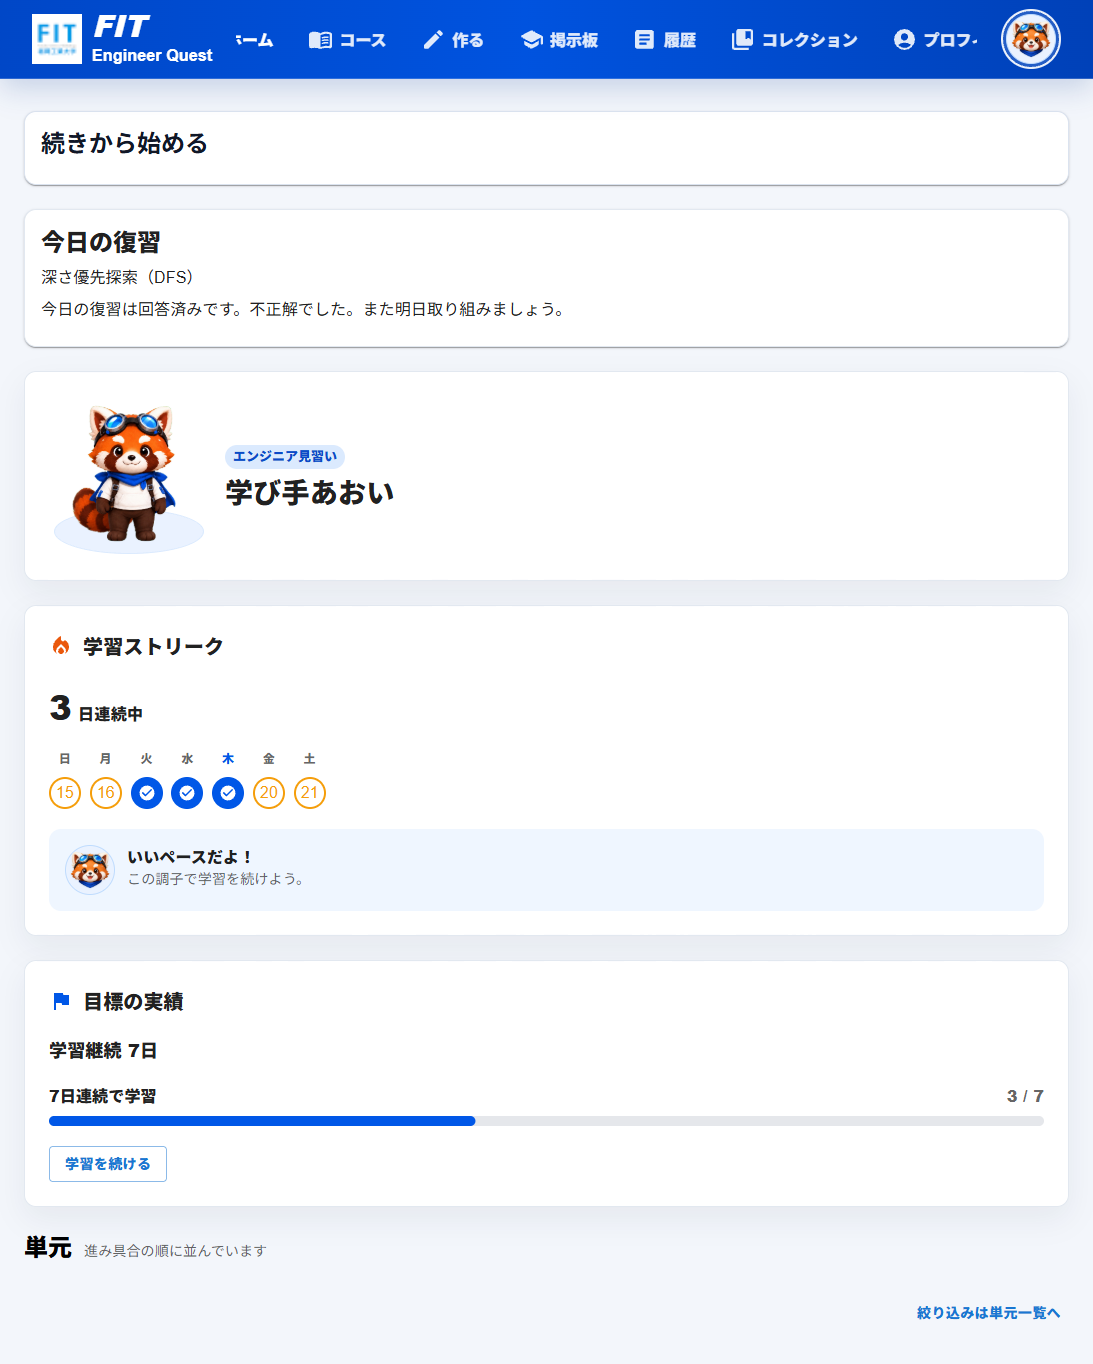 FIT
FIT
Engineer Quest
ーム
コース
作る
掲示板
履歴
コレクション
プロフィ
続きから始める
今日の復習
深さ優先探索（DFS）
今日の復習は回答済みです。不正解でした。また明日取り組みましょう。
エンジニア見習い
学び手あおい
学習ストリーク
3 日連続中
日 月 火 水 木 金 土
15 16 20 21
いいペースだよ！
この調子で学習を続けよう。
目標の実績
学習継続 7日
7日連続で学習 3 / 7
学習を続ける
単元 進み具合の順に並んでいます
絞り込みは単元一覧へ